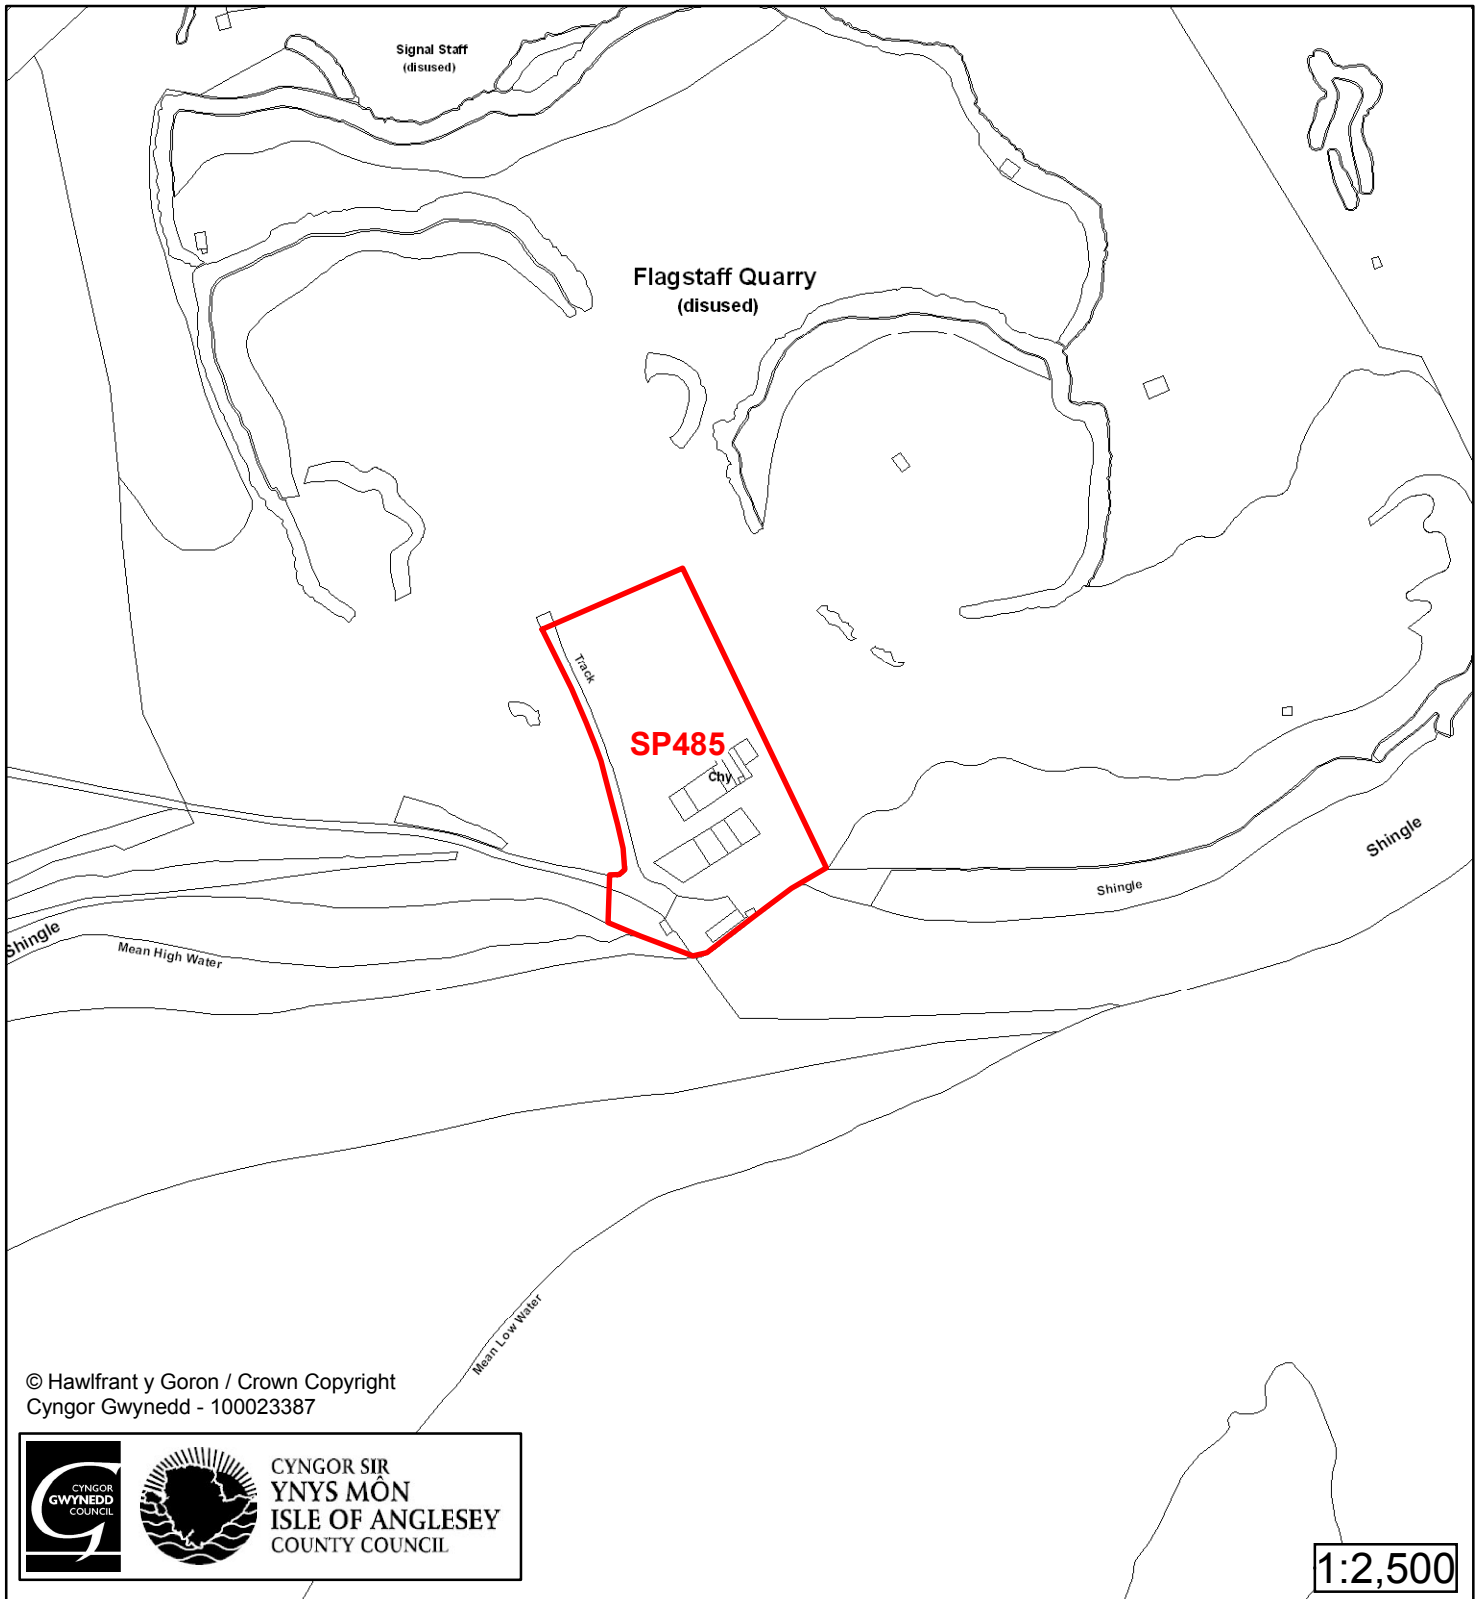 Signal Staff
(disused)
Flagstaff Quarry
(disused)
Track
SP485
Chy
Shingle
Shingle
Shingle
Mean High Water
Mean Low Water
© Hawlfrant y Goron / Crown Copyright
Cyngor Gwynedd - 100023387
CYNGOR
GWYNEDD
COUNCIL
CYNGOR SIR
YNYS MÔN
ISLE OF ANGLESEY
COUNTY COUNCIL
1:2,500